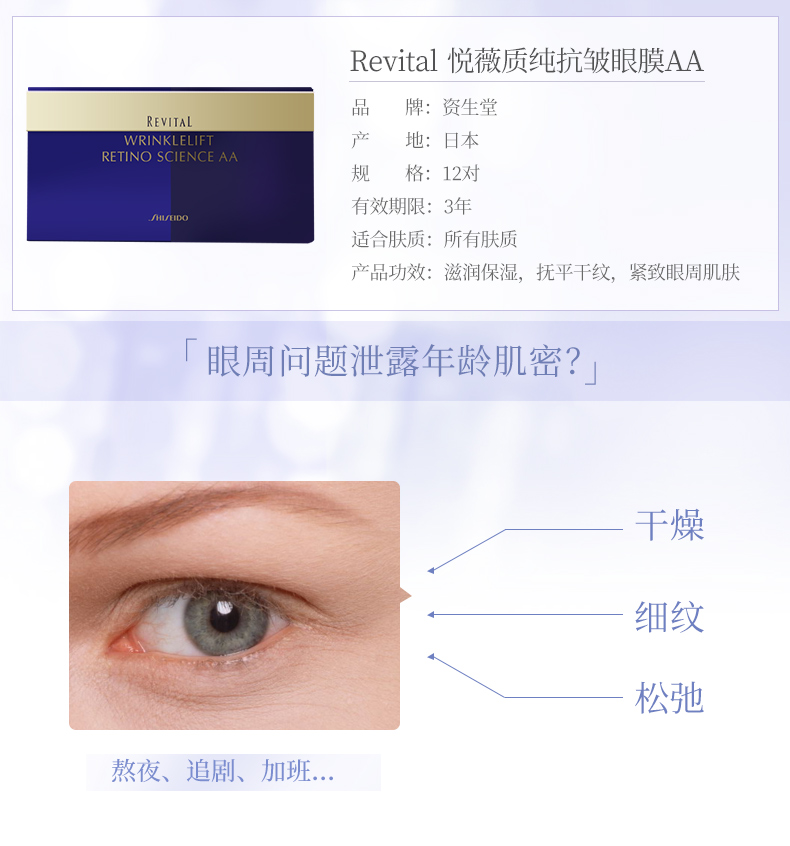 Revital 悦薇质纯抗皱眼膜AA
REVITAL
WRINKLELIFT
RETINO SCIENCE AA
SHISEIDO
品 牌：资生堂
产 地：日本
规 格：12对
有效期限：3年
适合肤质：所有肤质
产品功效：滋润保湿，抚平干纹，紧致眼周肌肤
「眼周问题泄露年龄肌密?」
干燥
细纹
松弛
熬夜、追剧、加班...